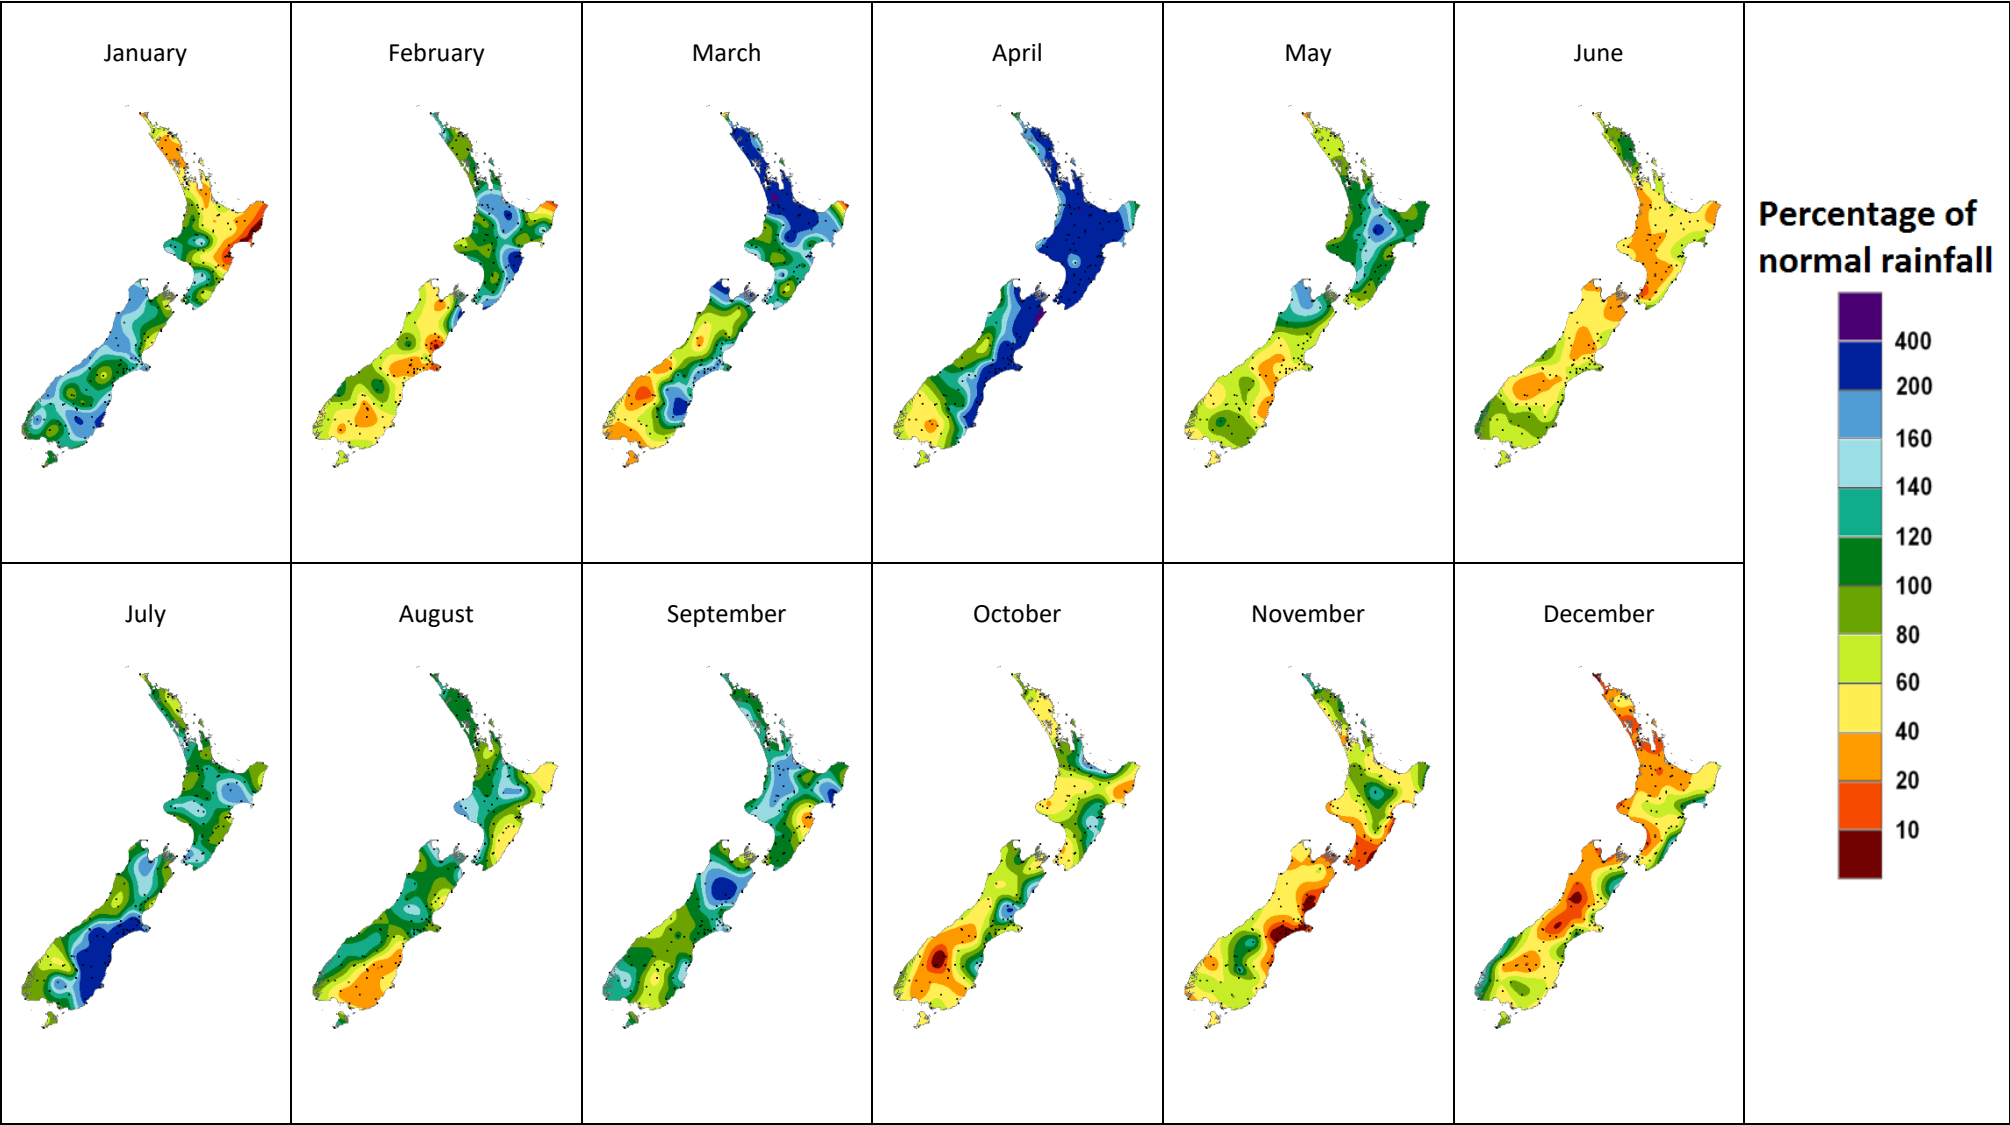 January
February
March
April
May
June
Percentage of
normal rainfall
400
200
160
140
120
100
80
60
40
20
10
July
August
September
October
November
December